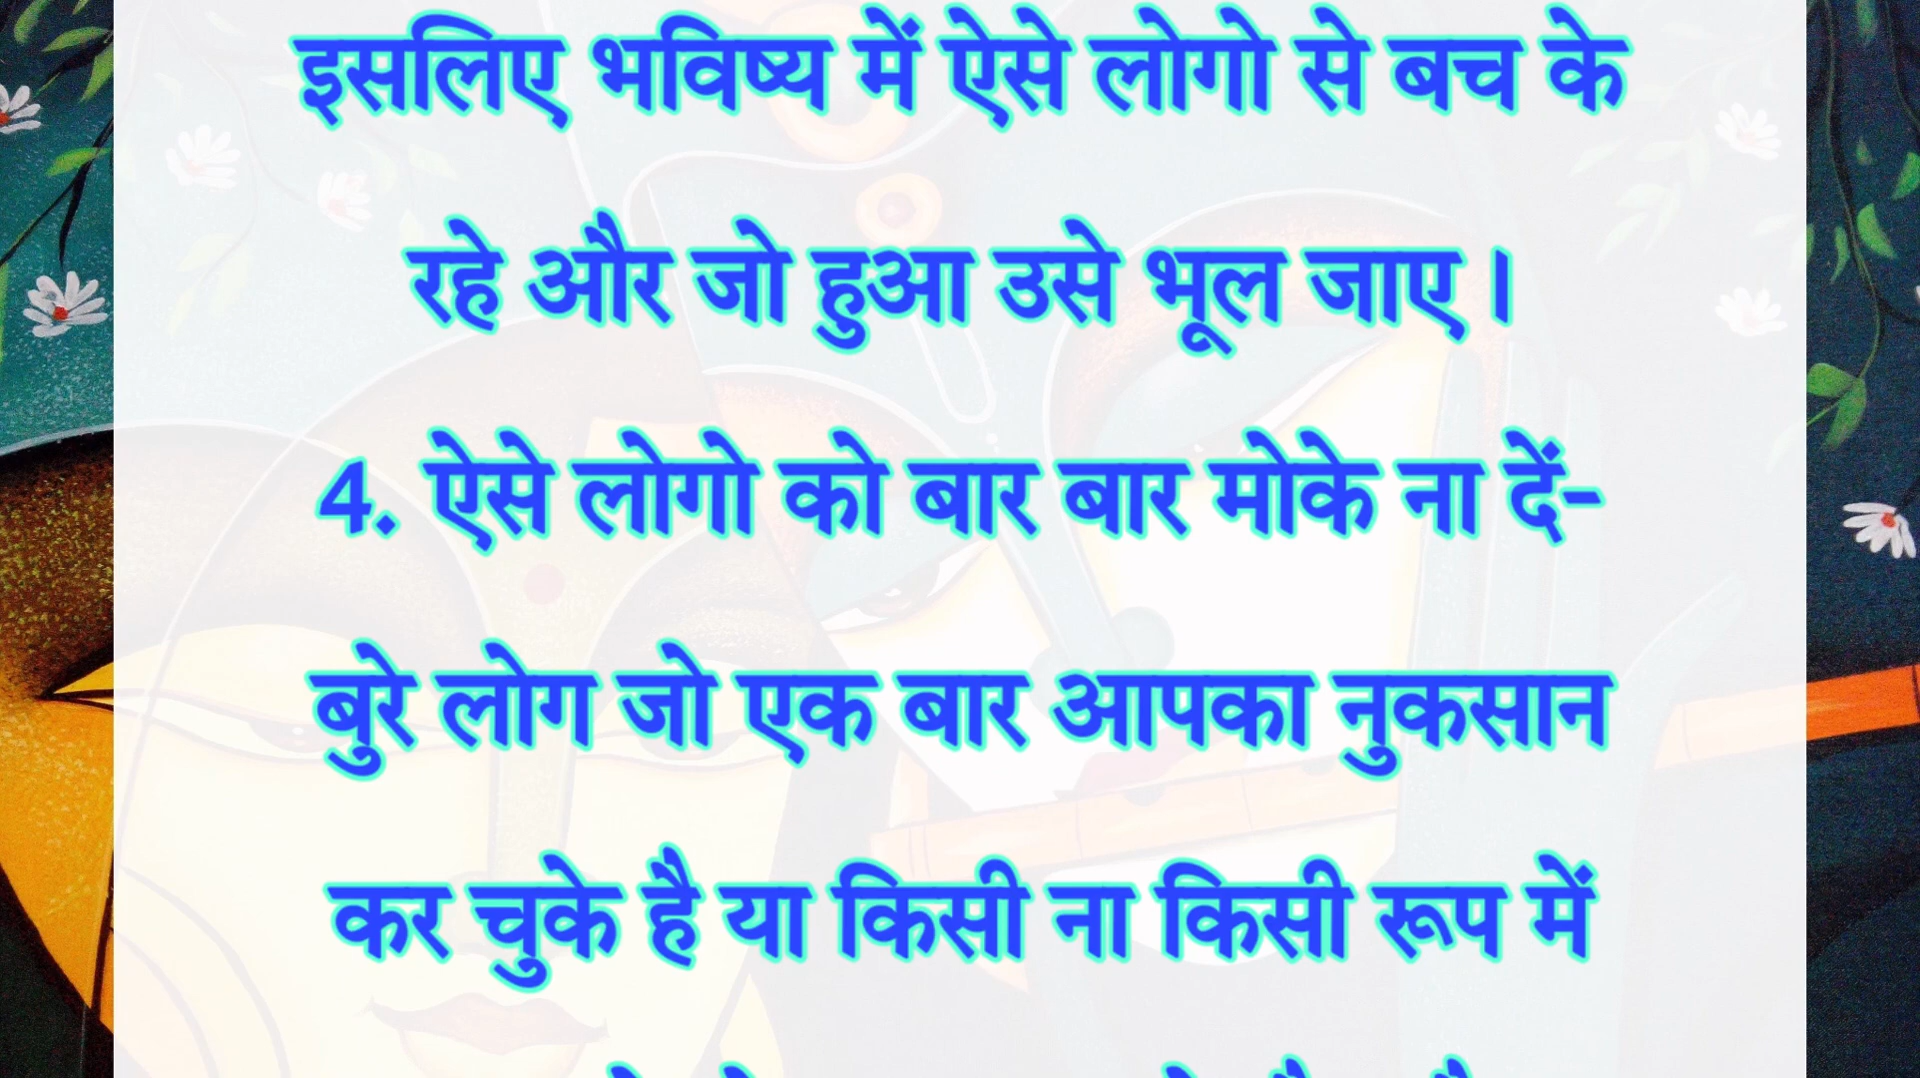 इसलिए भविष्य में ऐसे लोगो से बच के
रहे और जो हुआ उसे भूल जाए ।
4. ऐसे लोगो को बार बार मोके ना दें-
बुरे लोग जो एक बार आपका नुकसान
कर चुके है या किसी ना किसी रूप में